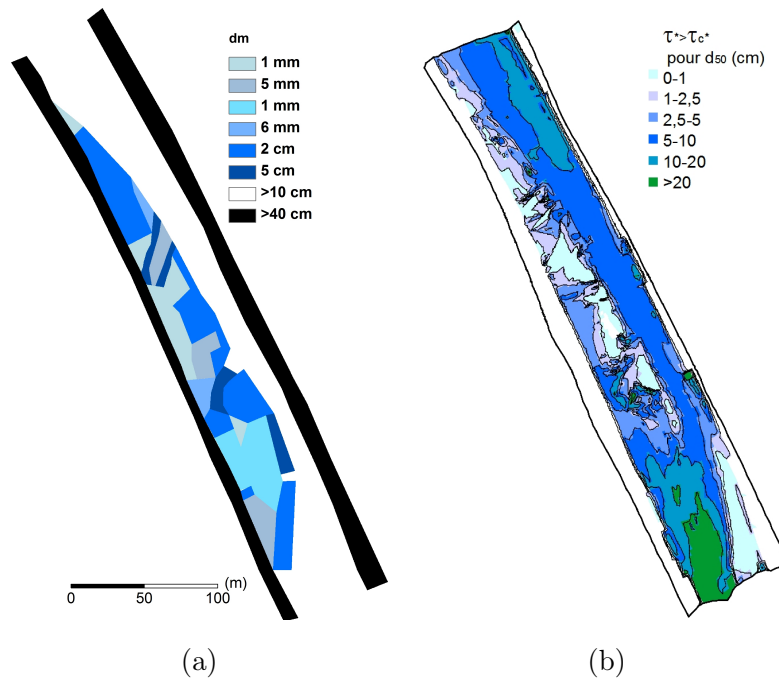 dm
1 mm
5 mm
1 mm
6 mm
2 cm
5 cm
>10 cm
>40 cm
(m)
0 50 100
τ*>τc*
pour d50 (cm)
0-1
1-2,5
2,5-5
5-10
10-20
>20
(a) (b)